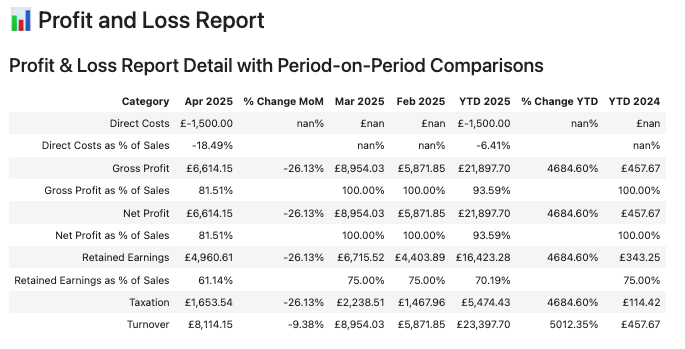 Profit and Loss Report
Profit & Loss Report Detail with Period-on-Period Comparisons
Category Apr 2025 % Change MoM Mar 2025 Feb 2025 YTD 2025 % Change YTD YTD 2024
Direct Costs £-1,500.00 nan% £nan £nan £-1,500.00 nan% £nan
Direct Costs as % of Sales -18.49% nan% nan% -6.41% nan%
Gross Profit £6,614.15 -26.13% £8,954.03 £5,871.85 £21,897.70 4684.60% £457.67
Gross Profit as % of Sales 81.51% 100.00% 100.00% 93.59% 100.00%
Net Profit £6,614.15 -26.13% £8,954.03 £5,871.85 £21,897.70 4684.60% £457.67
Net Profit as % of Sales 81.51% 100.00% 100.00% 93.59% 100.00%
Retained Earnings £4,960.61 -26.13% £6,715.52 £4,403.89 £16,423.28 4684.60% £343.25
Retained Earnings as % of Sales 61.14% 75.00% 75.00% 70.19% 75.00%
Taxation £1,653.54 -26.13% £2,238.51 £1,467.96 £5,474.43 4684.60% £114.42
Turnover £8,114.15 -9.38% £8,954.03 £5,871.85 £23,397.70 5012.35% £457.67